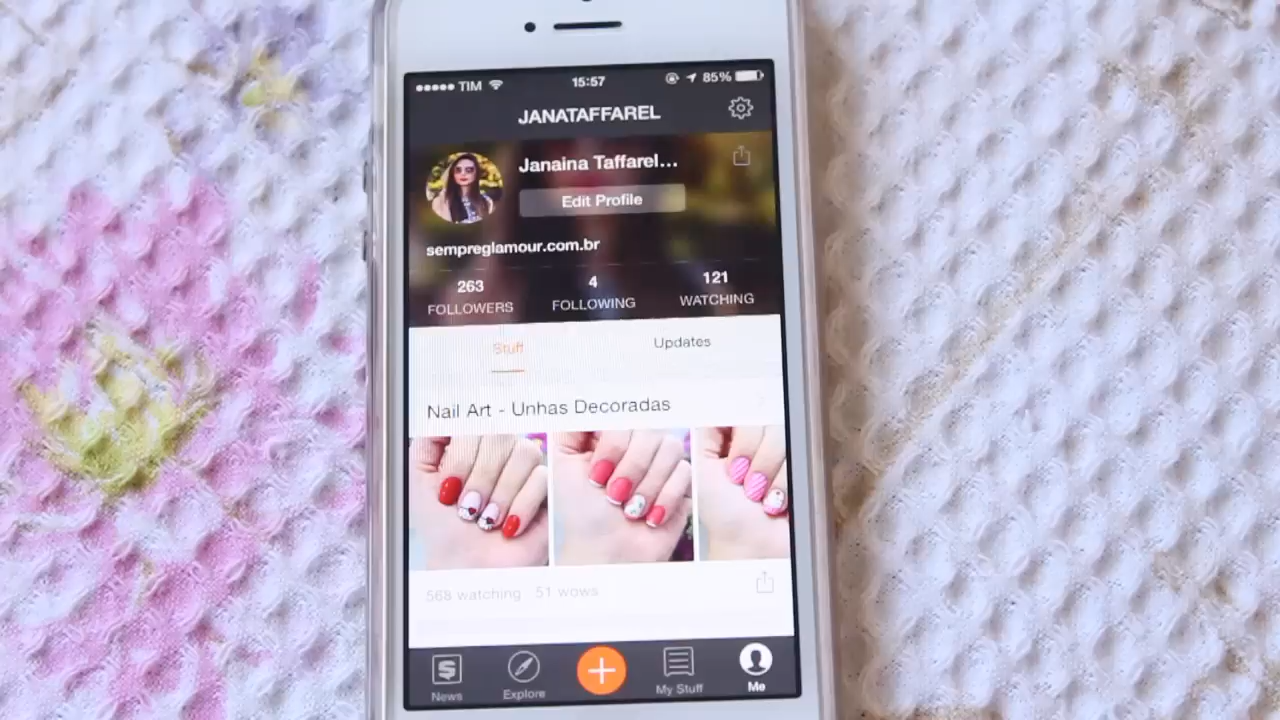 TIM 15:57 85%
JANATAFFAREL
Janaina Taffarel...
Edit Profile
sempreglamour.com.br
263 4 121
FOLLOWERS FOLLOWING WATCHING
Stuff Updates
Nail Art - Unhas Decoradas
568 watching 51 wows
S
News Explore My Stuff Me